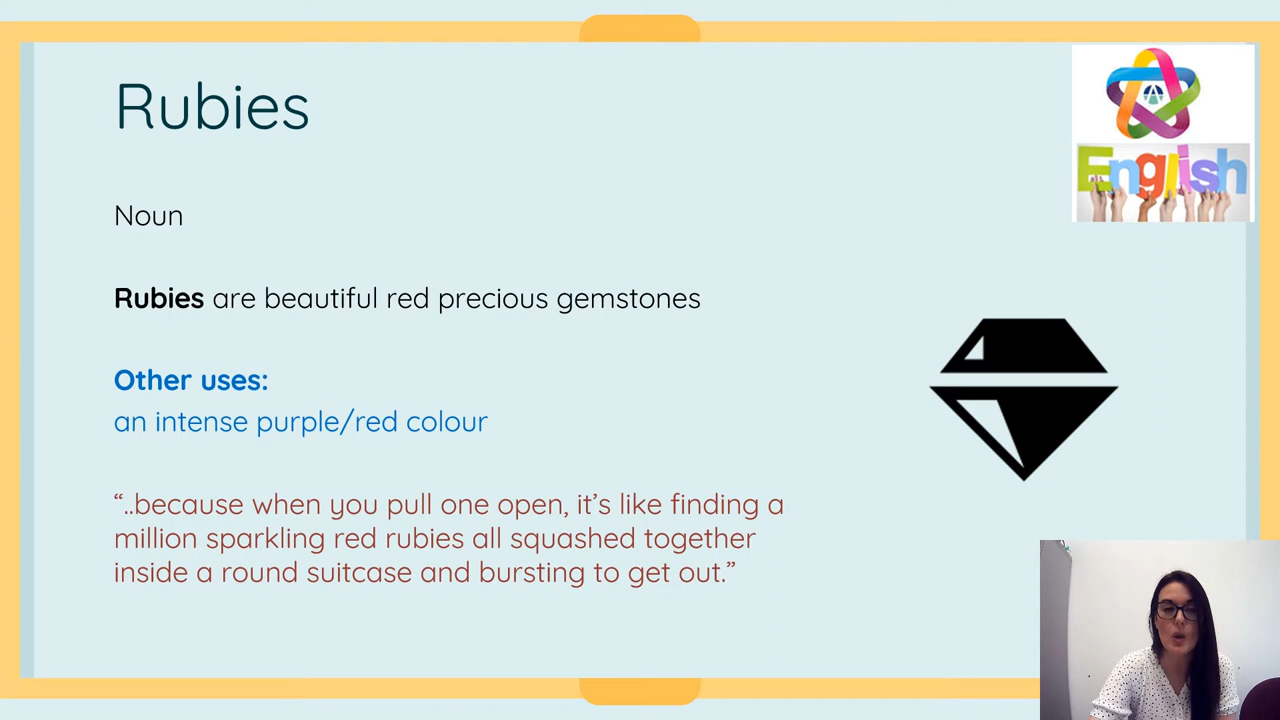 Rubies
English
Noun
Rubies are beautiful red precious gemstones
Other uses:
an intense purple/red colour
“..because when you pull one open, it’s like finding a
million sparkling red rubies all squashed together
inside a round suitcase and bursting to get out.”